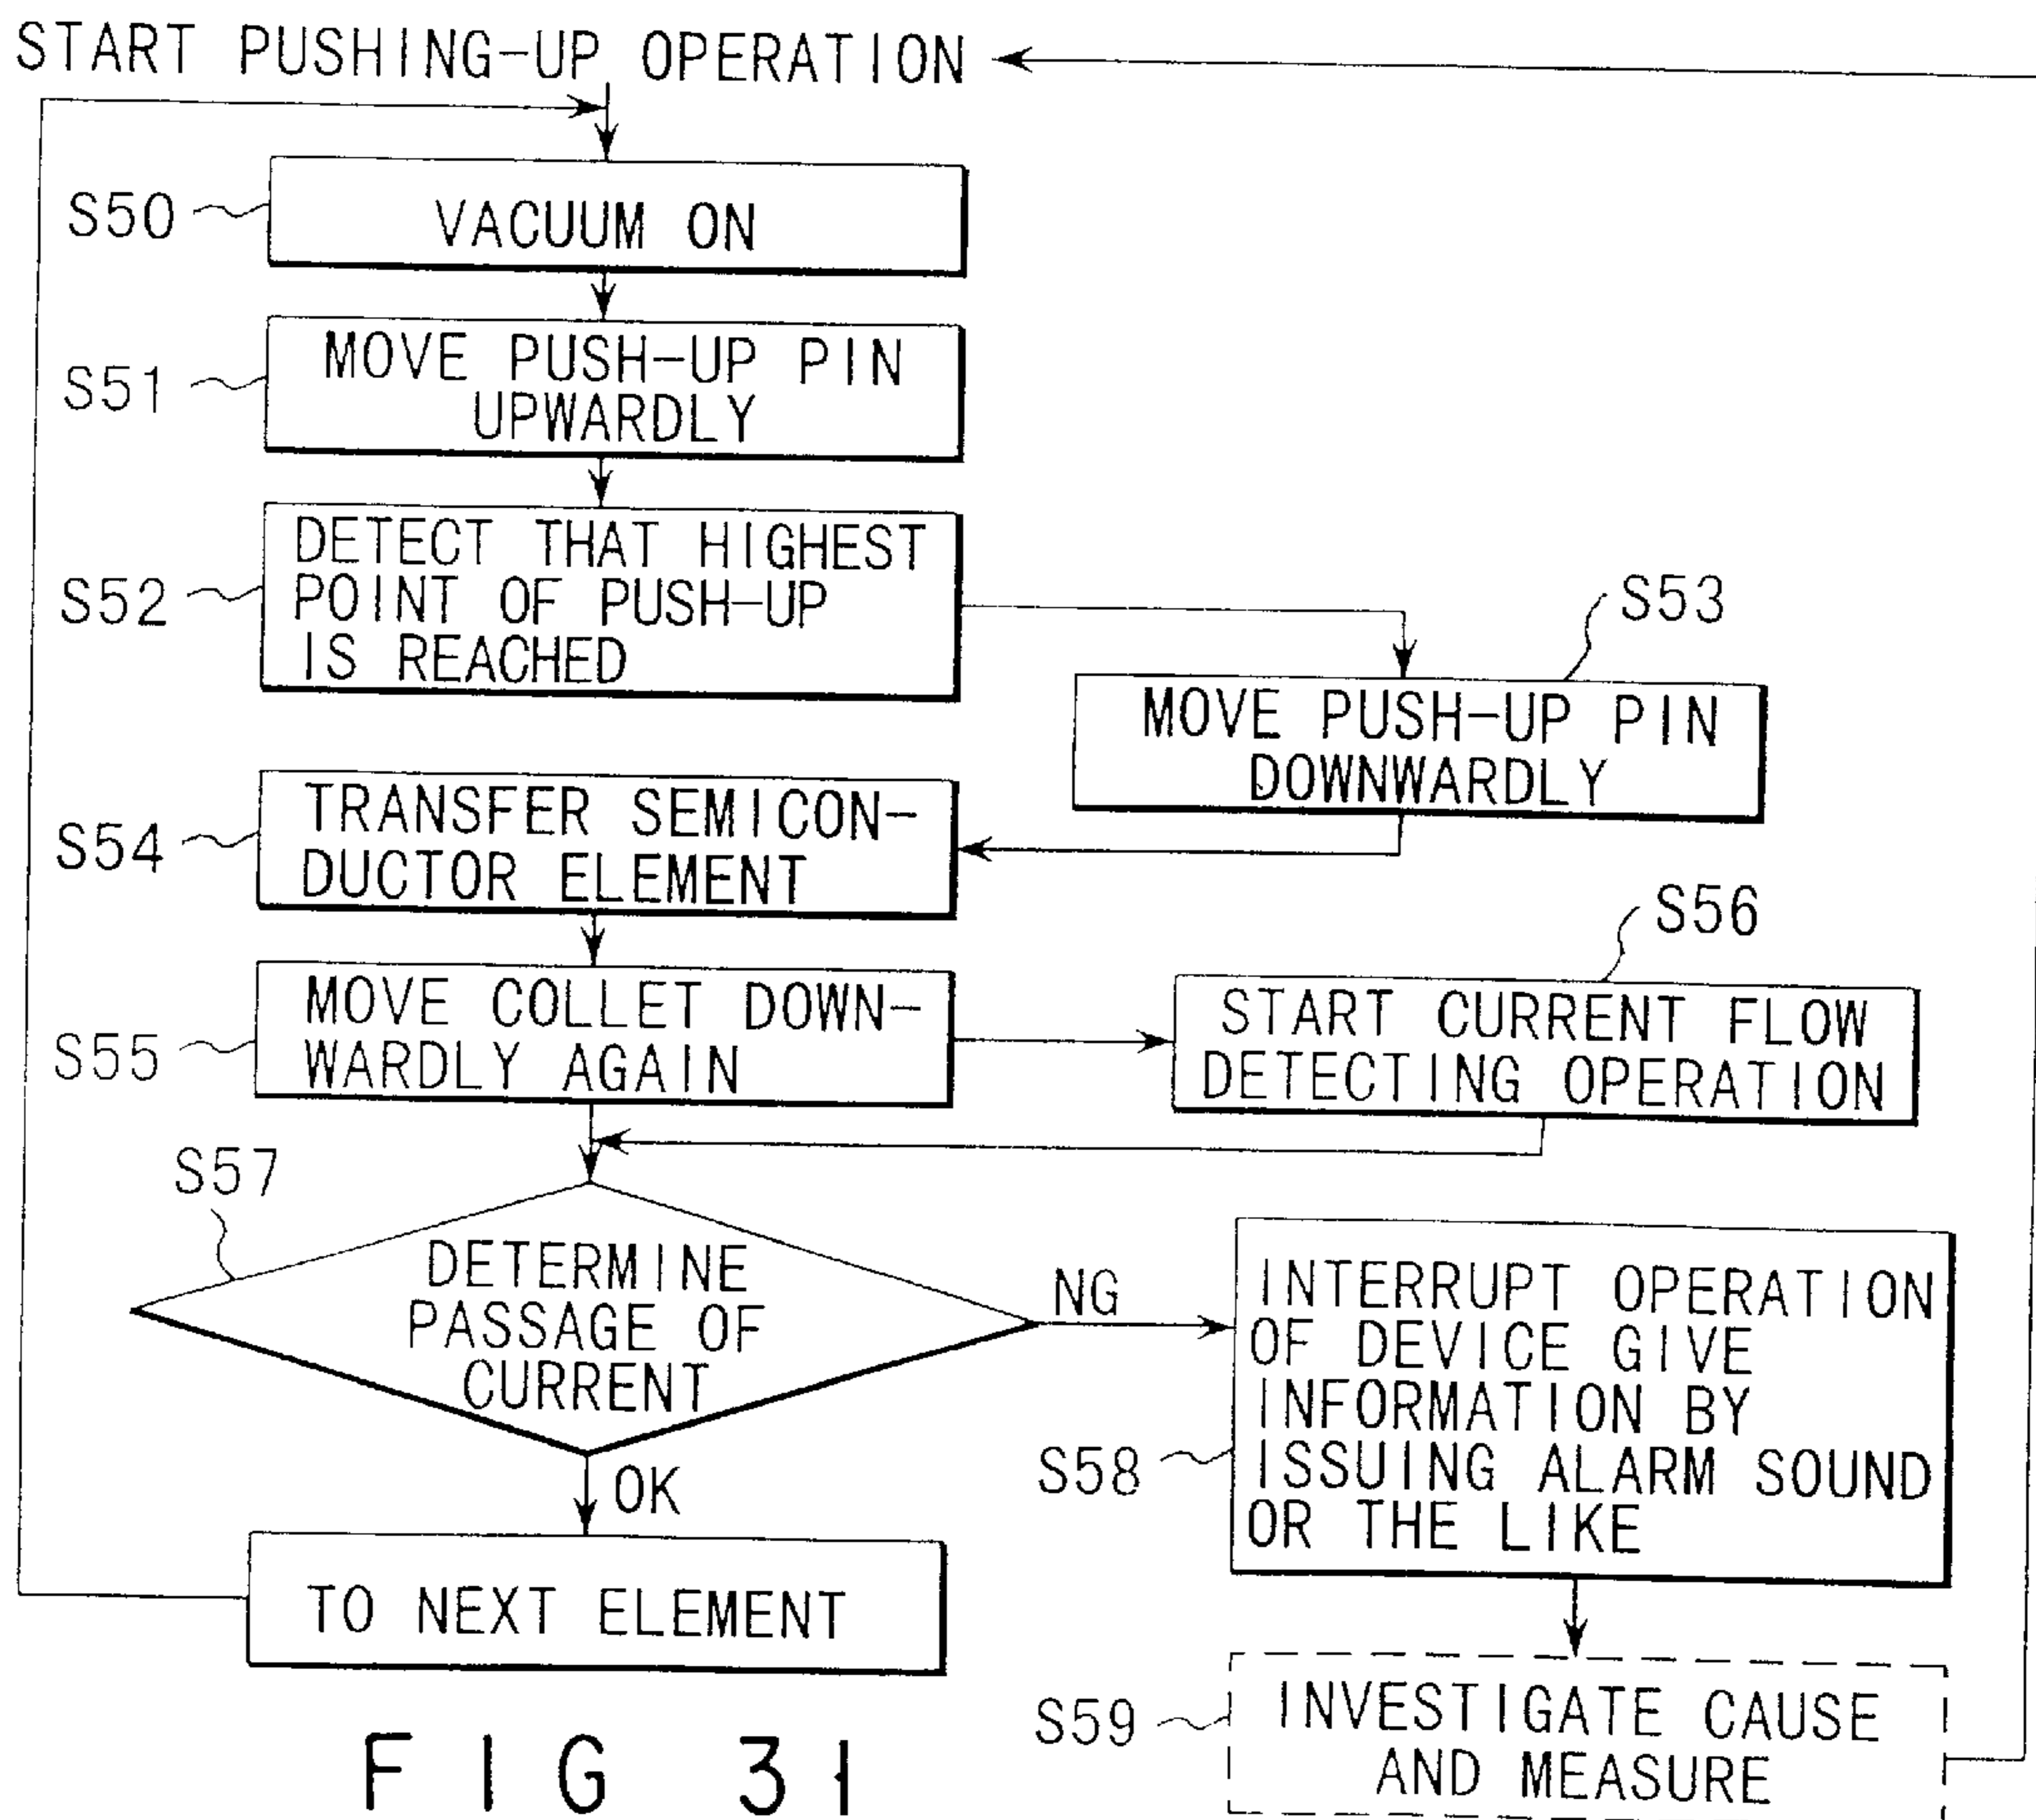 START PUSHING-UP OPERATION
S50
VACUUM ON
S51
MOVE PUSH-UP PIN
UPWARDLY
S52
DETECT THAT HIGHEST
POINT OF PUSH-UP
IS REACHED
S53
MOVE PUSH-UP PIN
DOWNWARDLY
S54
TRANSFER SEMICON-
DUCTOR ELEMENT
S55
MOVE COLLET DOWN-
WARDLY AGAIN
S56
START CURRENT FLOW
DETECTING OPERATION
S57
DETERMINE
PASSAGE OF
CURRENT
NG
OK
S58
INTERRUPT OPERATION
OF DEVICE GIVE
INFORMATION BY
ISSUING ALARM SOUND
OR THE LIKE
TO NEXT ELEMENT
S59
INVESTIGATE CAUSE
AND MEASURE
FIG 31